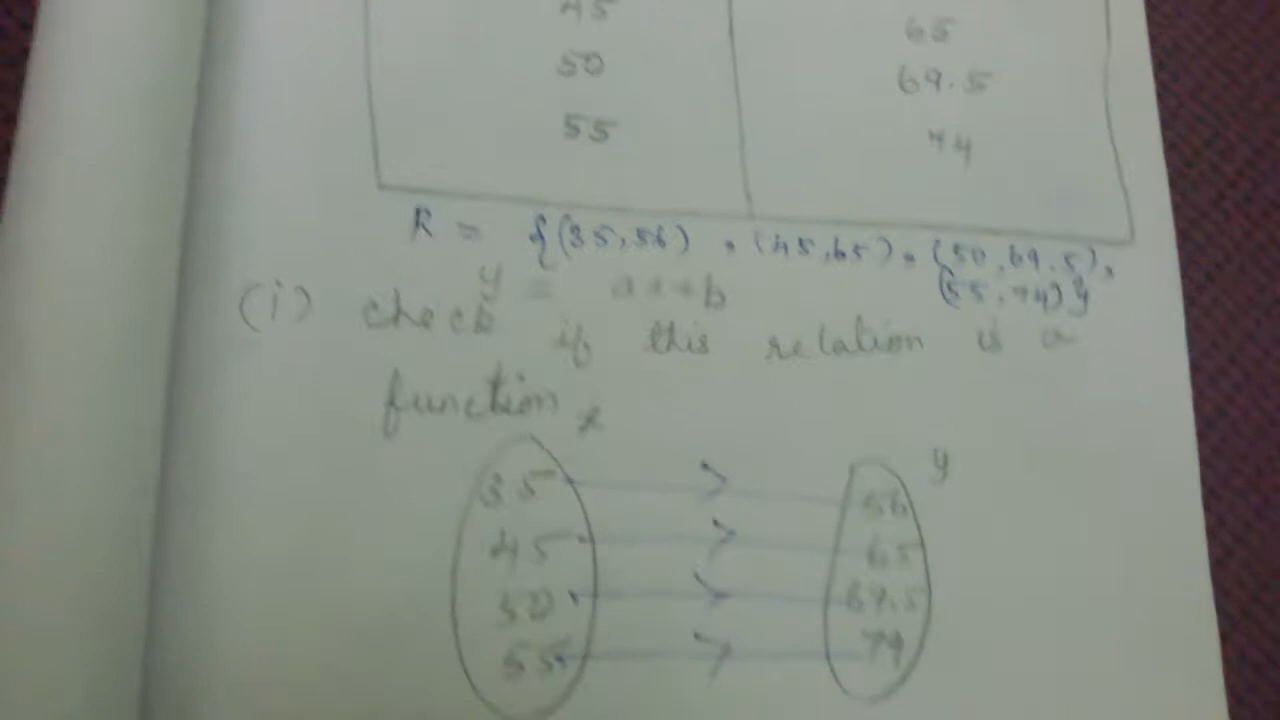 45 65
50 69.5
55 74
R = {(35,56), (45,65), (50,69.5),
(55,74)}
y = ax+b
(i) check if this relation is a
function
x y
35 56
45 65
50 69.5
55 74